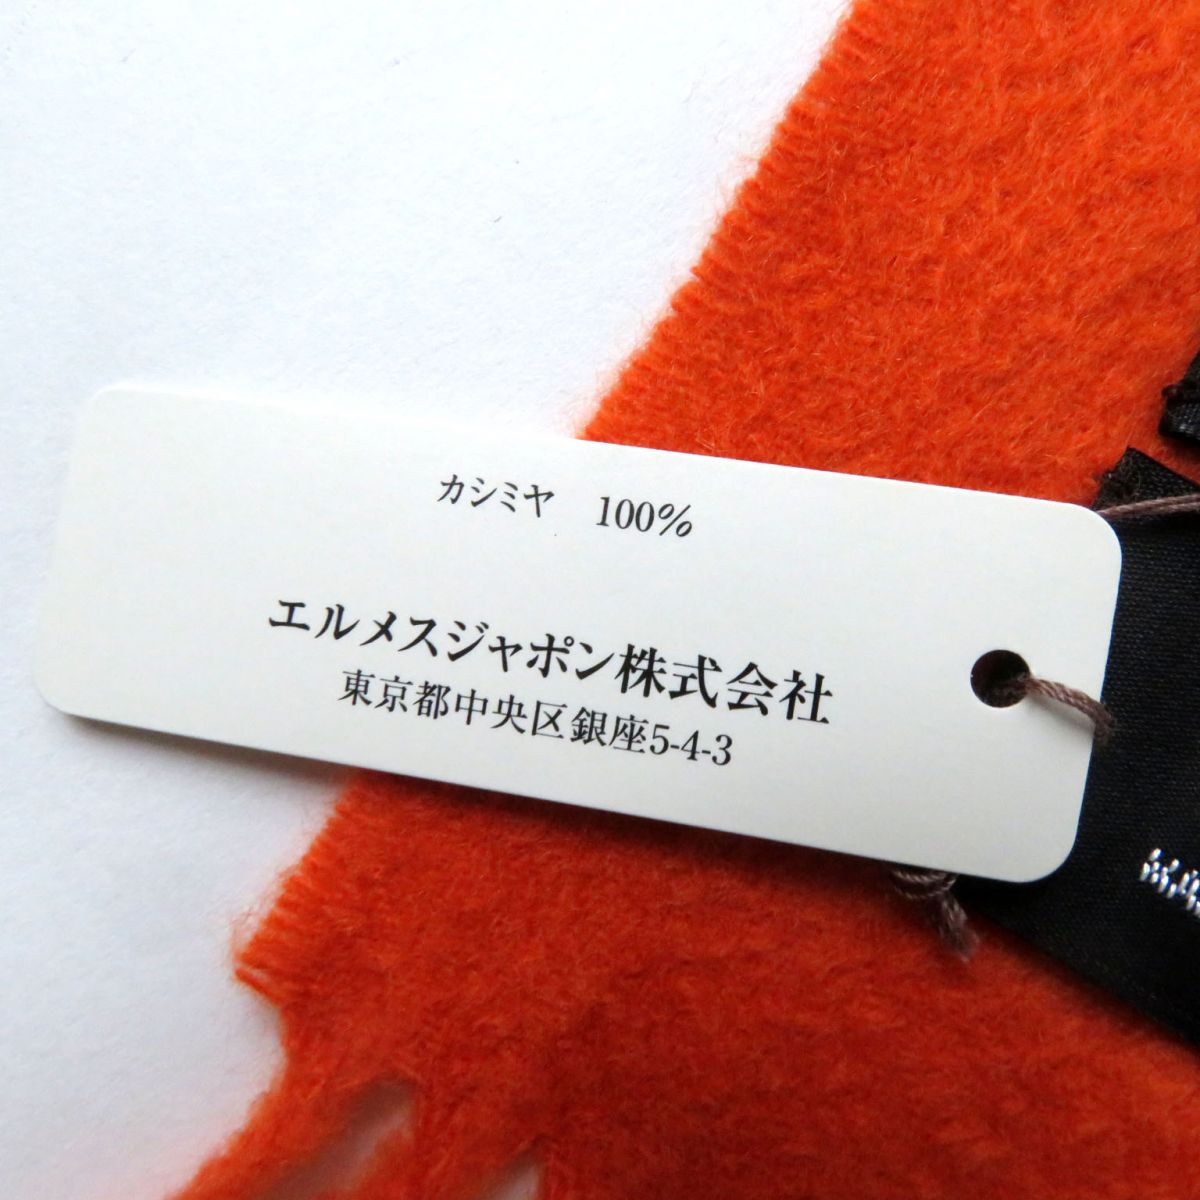 カシミヤ　100%
エルメスジャポン株式会社
東京都中央区銀座5-4-3